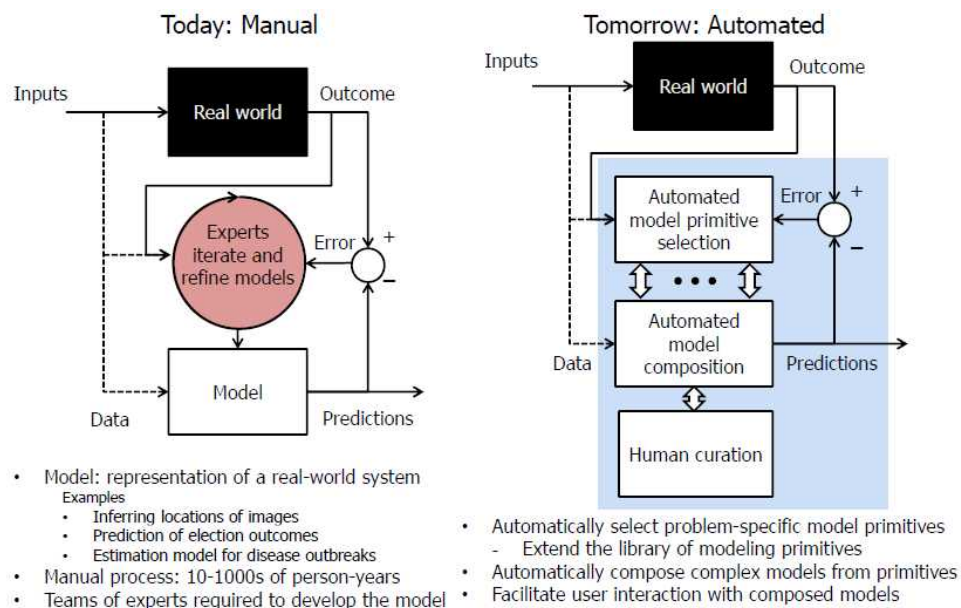 Today: Manual
Inputs
Real world
Outcome
Experts
iterate and
refine models
Error
+
–
Model
Data
Predictions
• Model: representation of a real-world system
Examples
• Inferring locations of images
• Prediction of election outcomes
• Estimation model for disease outbreaks
• Manual process: 10-1000s of person-years
• Teams of experts required to develop the model
Tomorrow: Automated
Inputs
Real world
Outcome
Automated
model primitive
selection
Error
+
–
• • •
Automated
model
composition
Data
Predictions
Human curation
• Automatically select problem-specific model primitives
- Extend the library of modeling primitives
• Automatically compose complex models from primitives
• Facilitate user interaction with composed models